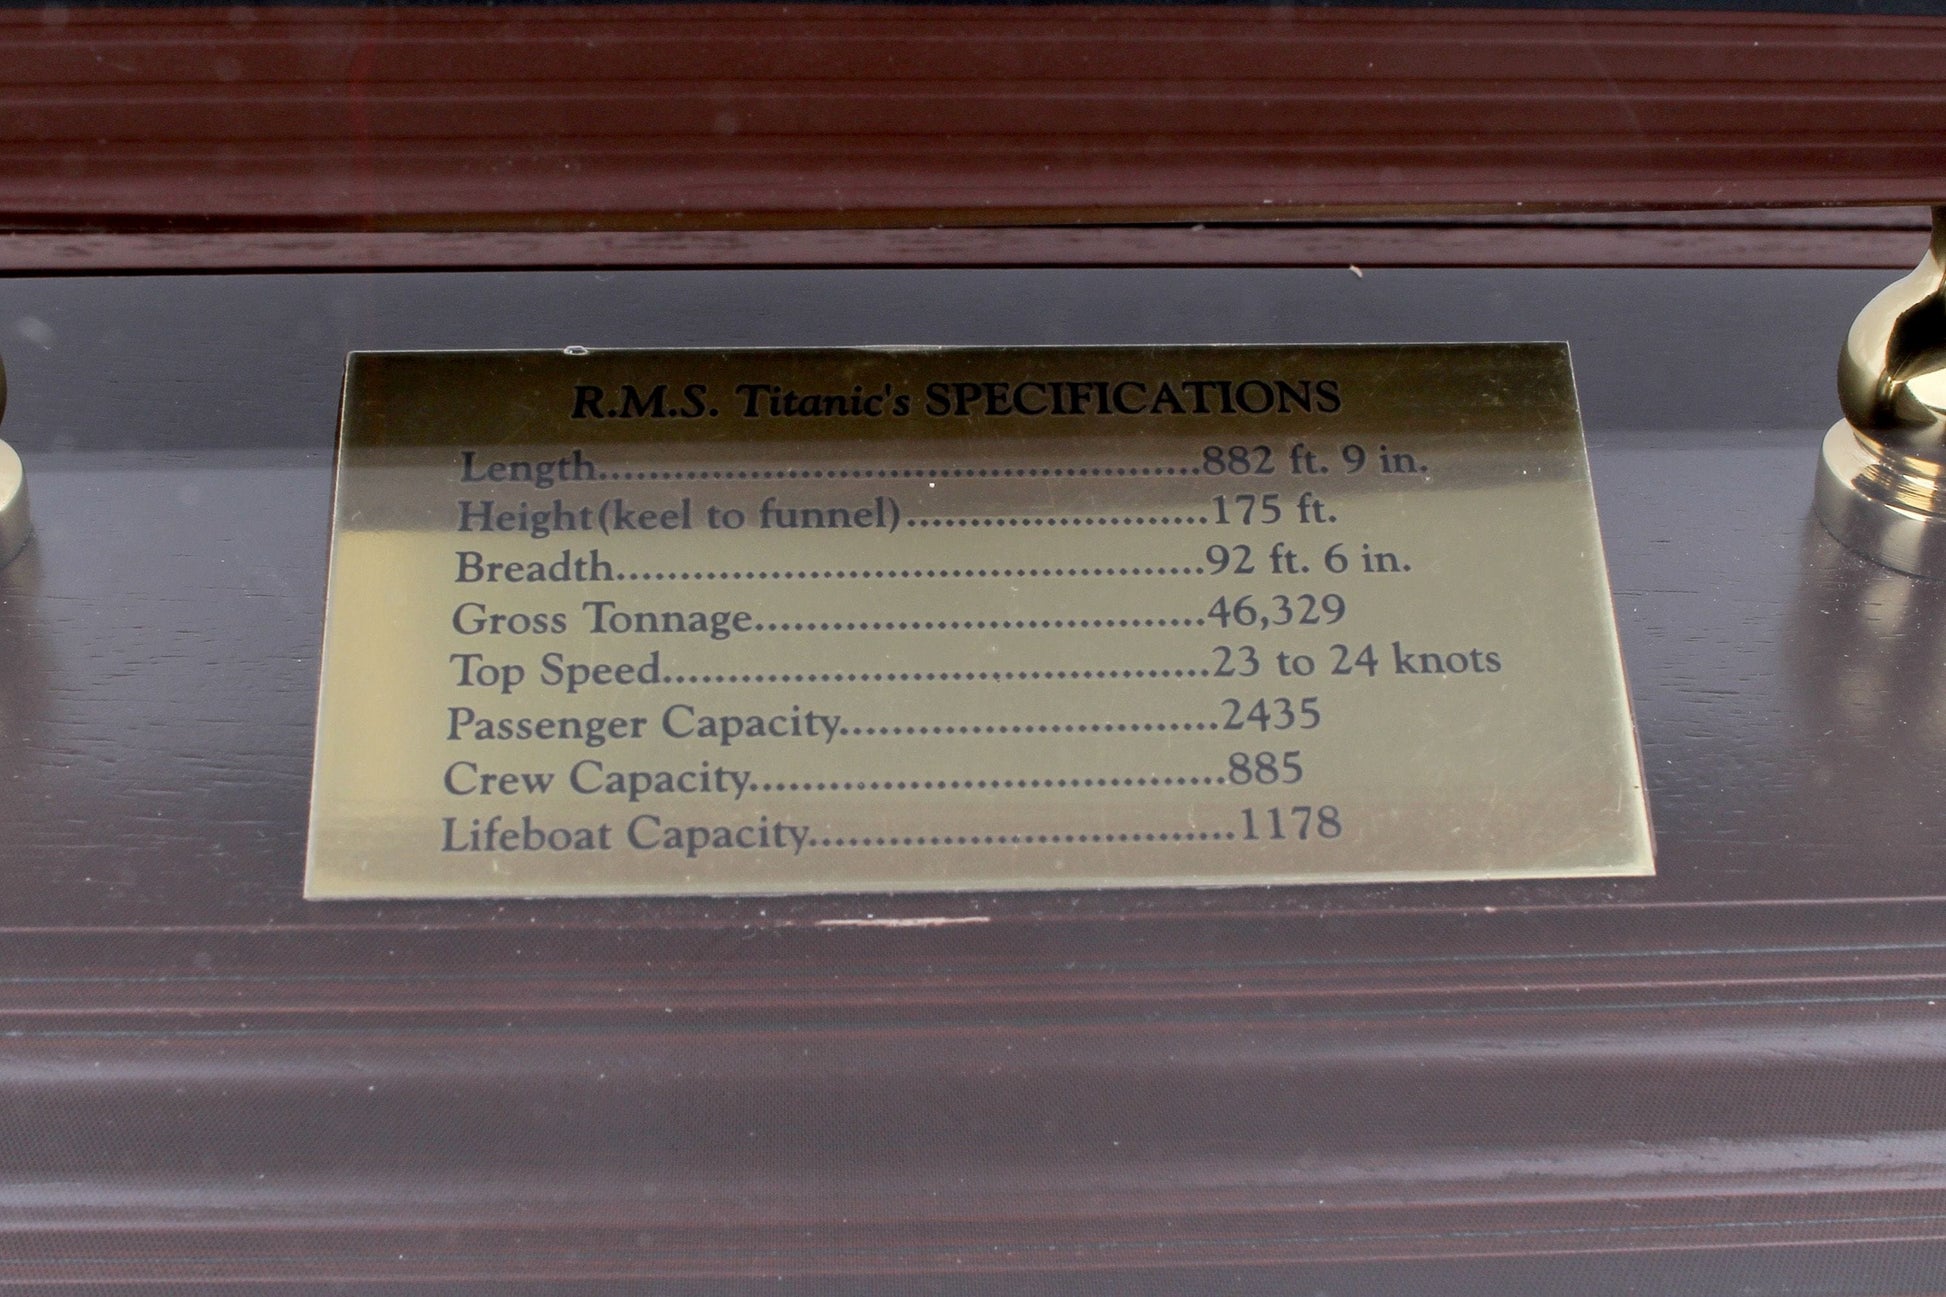 R.M.S. Titanic's SPECIFICATIONS
Length..............................................882 ft. 9 in.
Height(keel to funnel).......................175 ft.
Breadth.............................................92 ft. 6 in.
Gross Tonnage..................................46,329
Top Speed.........................................23 to 24 knots
Passenger Capacity............................2435
Crew Capacity....................................885
Lifeboat Capacity................................1178